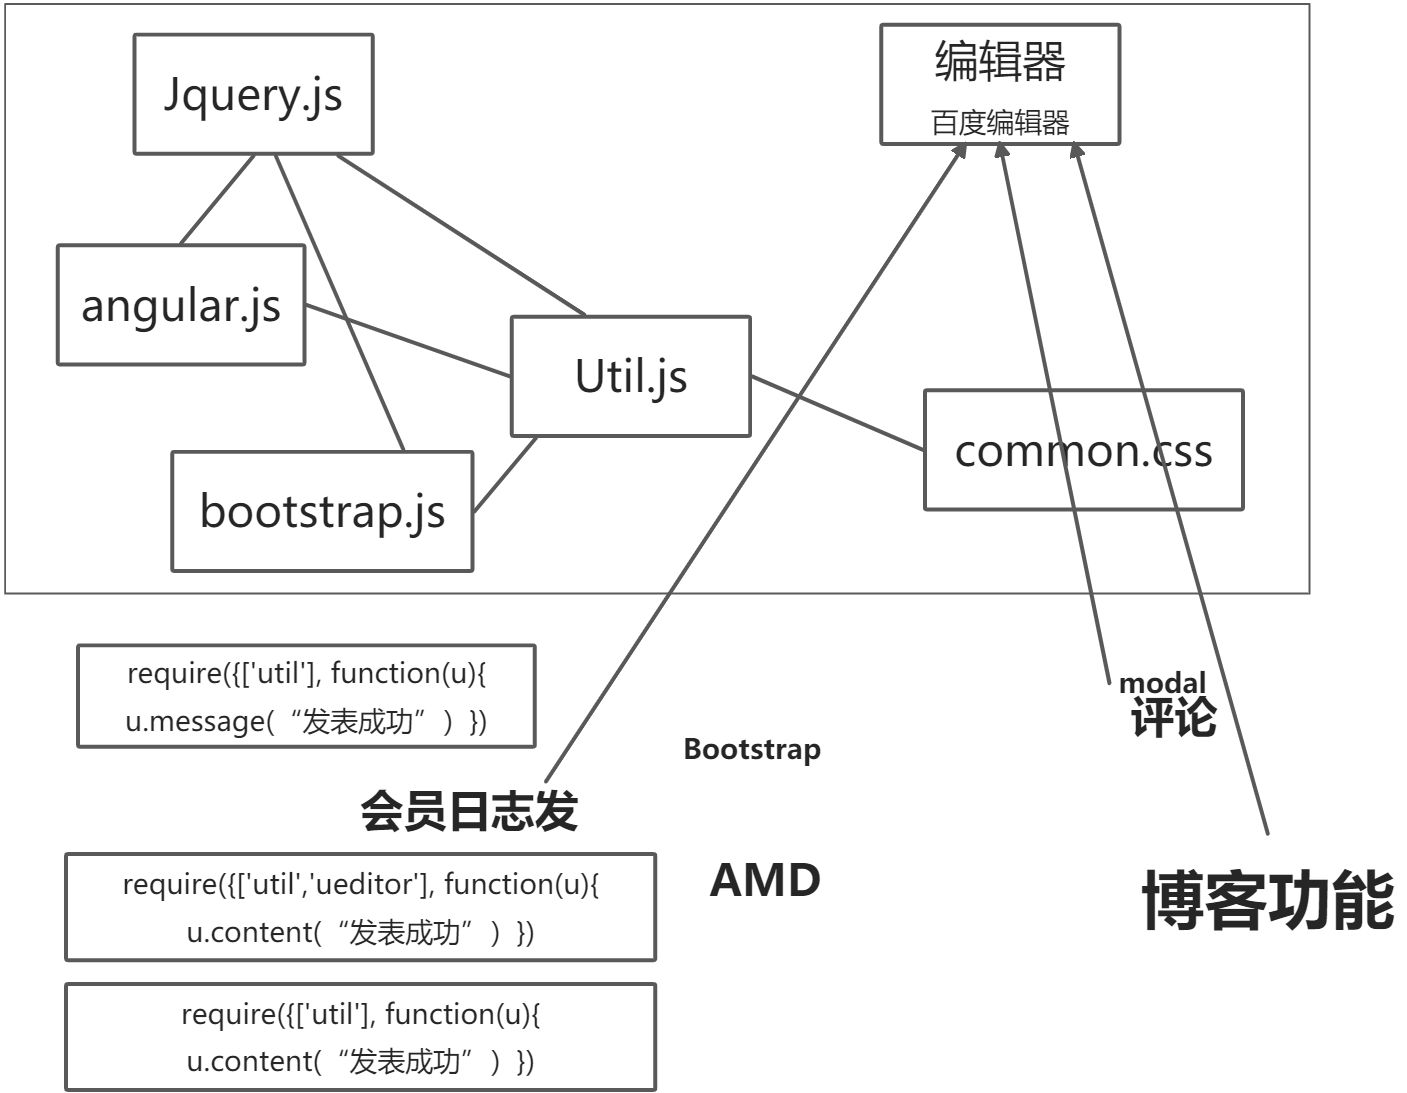 Jquery.js
编辑器
百度编辑器
angular.js
Util.js
common.css
bootstrap.js
require({['util'], function(u){
u.message(“发表成功”）})
modal
评论
Bootstrap
会员日志发
require({['util','ueditor'], function(u){
u.content(“发表成功”）})
AMD
博客功能
require({['util'], function(u){
u.content(“发表成功”）})